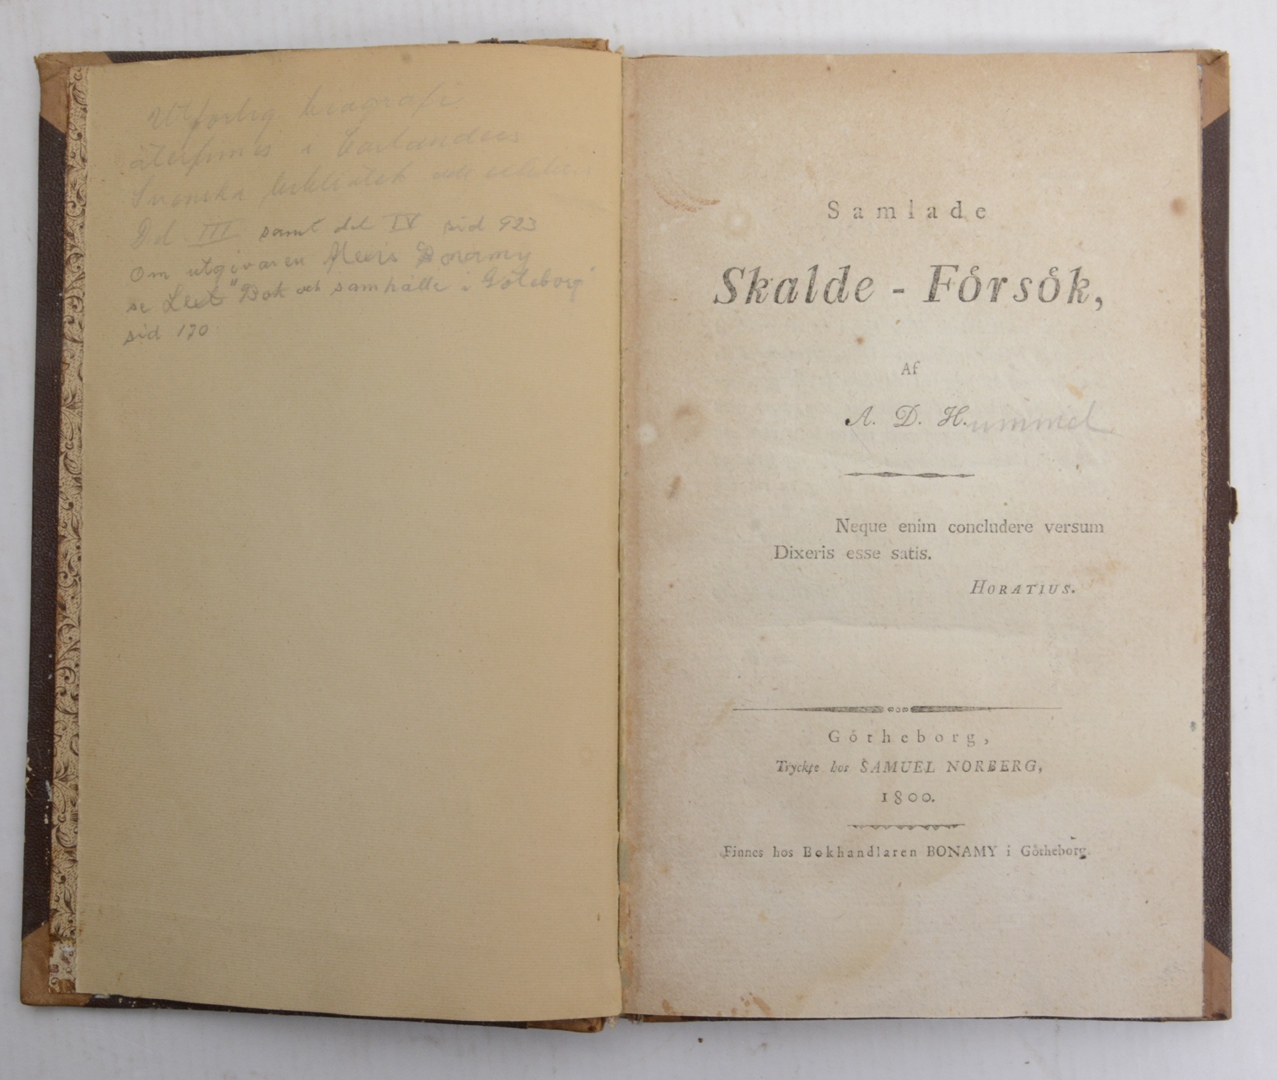 Utförlig biografi
återfinnes i Carlanders
Svenska bibliotek och exlibris
Del III samt del IV sid 923
Om utgivaren Bonamy
se "Bok och samhälle i Göteborg"
sid 170
Samlade
Skalde - Försök,
Af
A. D. Hummel
Neque enim concludere versum
Dixeris esse satis.
HORATIUS.
Götheborg,
Tryckte hos SAMUEL NORBERG,
1800.
Finnes hos Bokhandlaren BONAMY i Götheborg.